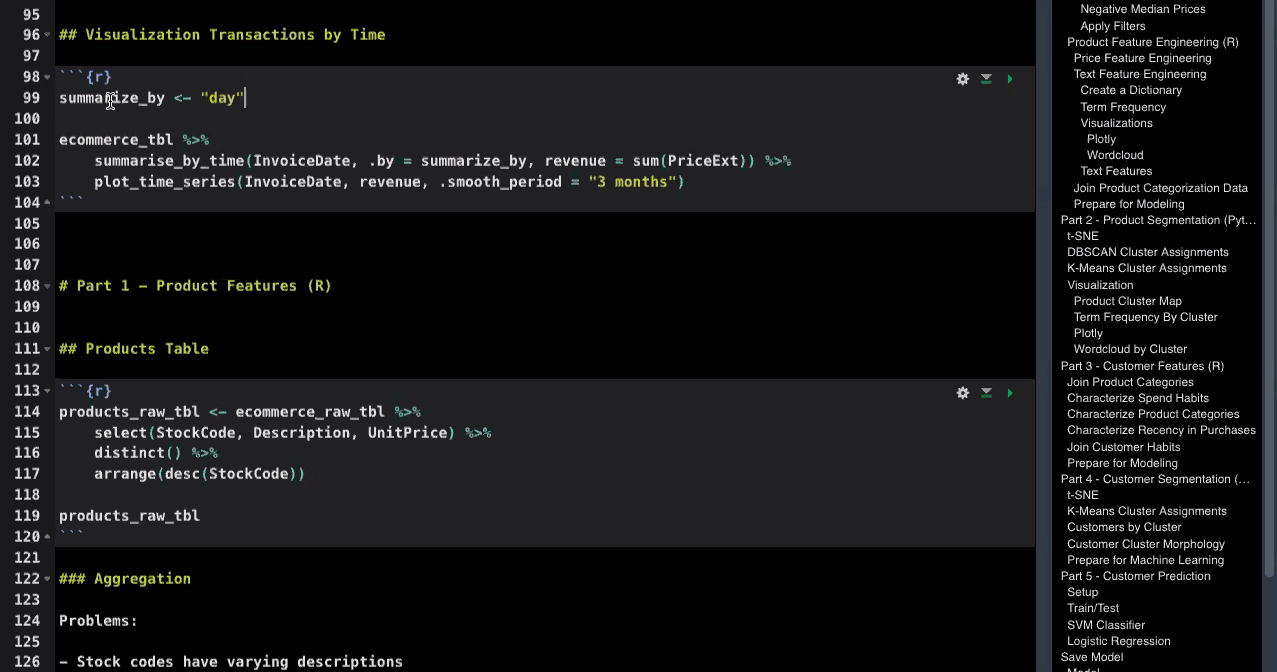 95
96 ## Visualization Transactions by Time
97
98 ```{r}
99 summarize_by <- "day"
100
101 ecommerce_tbl %>%
102     summarise_by_time(InvoiceDate, .by = summarize_by, revenue = sum(PriceExt)) %>%
103     plot_time_series(InvoiceDate, revenue, .smooth_period = "3 months")
104 ```
105
106
107
108 # Part 1 - Product Features (R)
109
110
111 ## Products Table
112
113 ```{r}
114 products_raw_tbl <- ecommerce_raw_tbl %>%
115     select(StockCode, Description, UnitPrice) %>%
116     distinct() %>%
117     arrange(desc(StockCode))
118
119 products_raw_tbl
120 ```
121
122 ### Aggregation
123
124 Problems:
125
126 - Stock codes have varying descriptions
Negative Median Prices
Apply Filters
Product Feature Engineering (R)
Price Feature Engineering
Text Feature Engineering
Create a Dictionary
Term Frequency
Visualizations
Plotly
Wordcloud
Text Features
Join Product Categorization Data
Prepare for Modeling
Part 2 - Product Segmentation (Pyt...
t-SNE
DBSCAN Cluster Assignments
K-Means Cluster Assignments
Visualization
Product Cluster Map
Term Frequency By Cluster
Plotly
Wordcloud by Cluster
Part 3 - Customer Features (R)
Join Product Categories
Characterize Spend Habits
Characterize Product Categories
Characterize Recency in Purchases
Join Customer Habits
Prepare for Modeling
Part 4 - Customer Segmentation (...
t-SNE
K-Means Cluster Assignments
Customers by Cluster
Customer Cluster Morphology
Prepare for Machine Learning
Part 5 - Customer Prediction
Setup
Train/Test
SVM Classifier
Logistic Regression
Save Model
Model